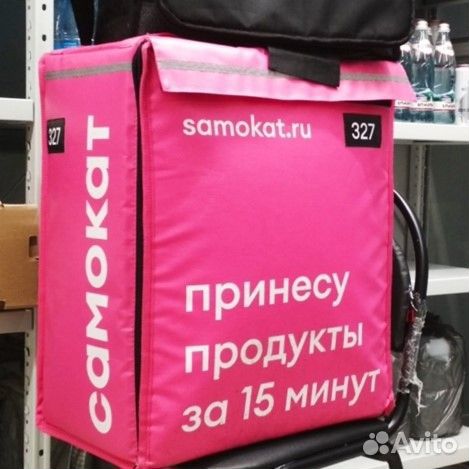 samokat.ru
327
327
самокат
принесу
продукты
за 15 минут
Avito